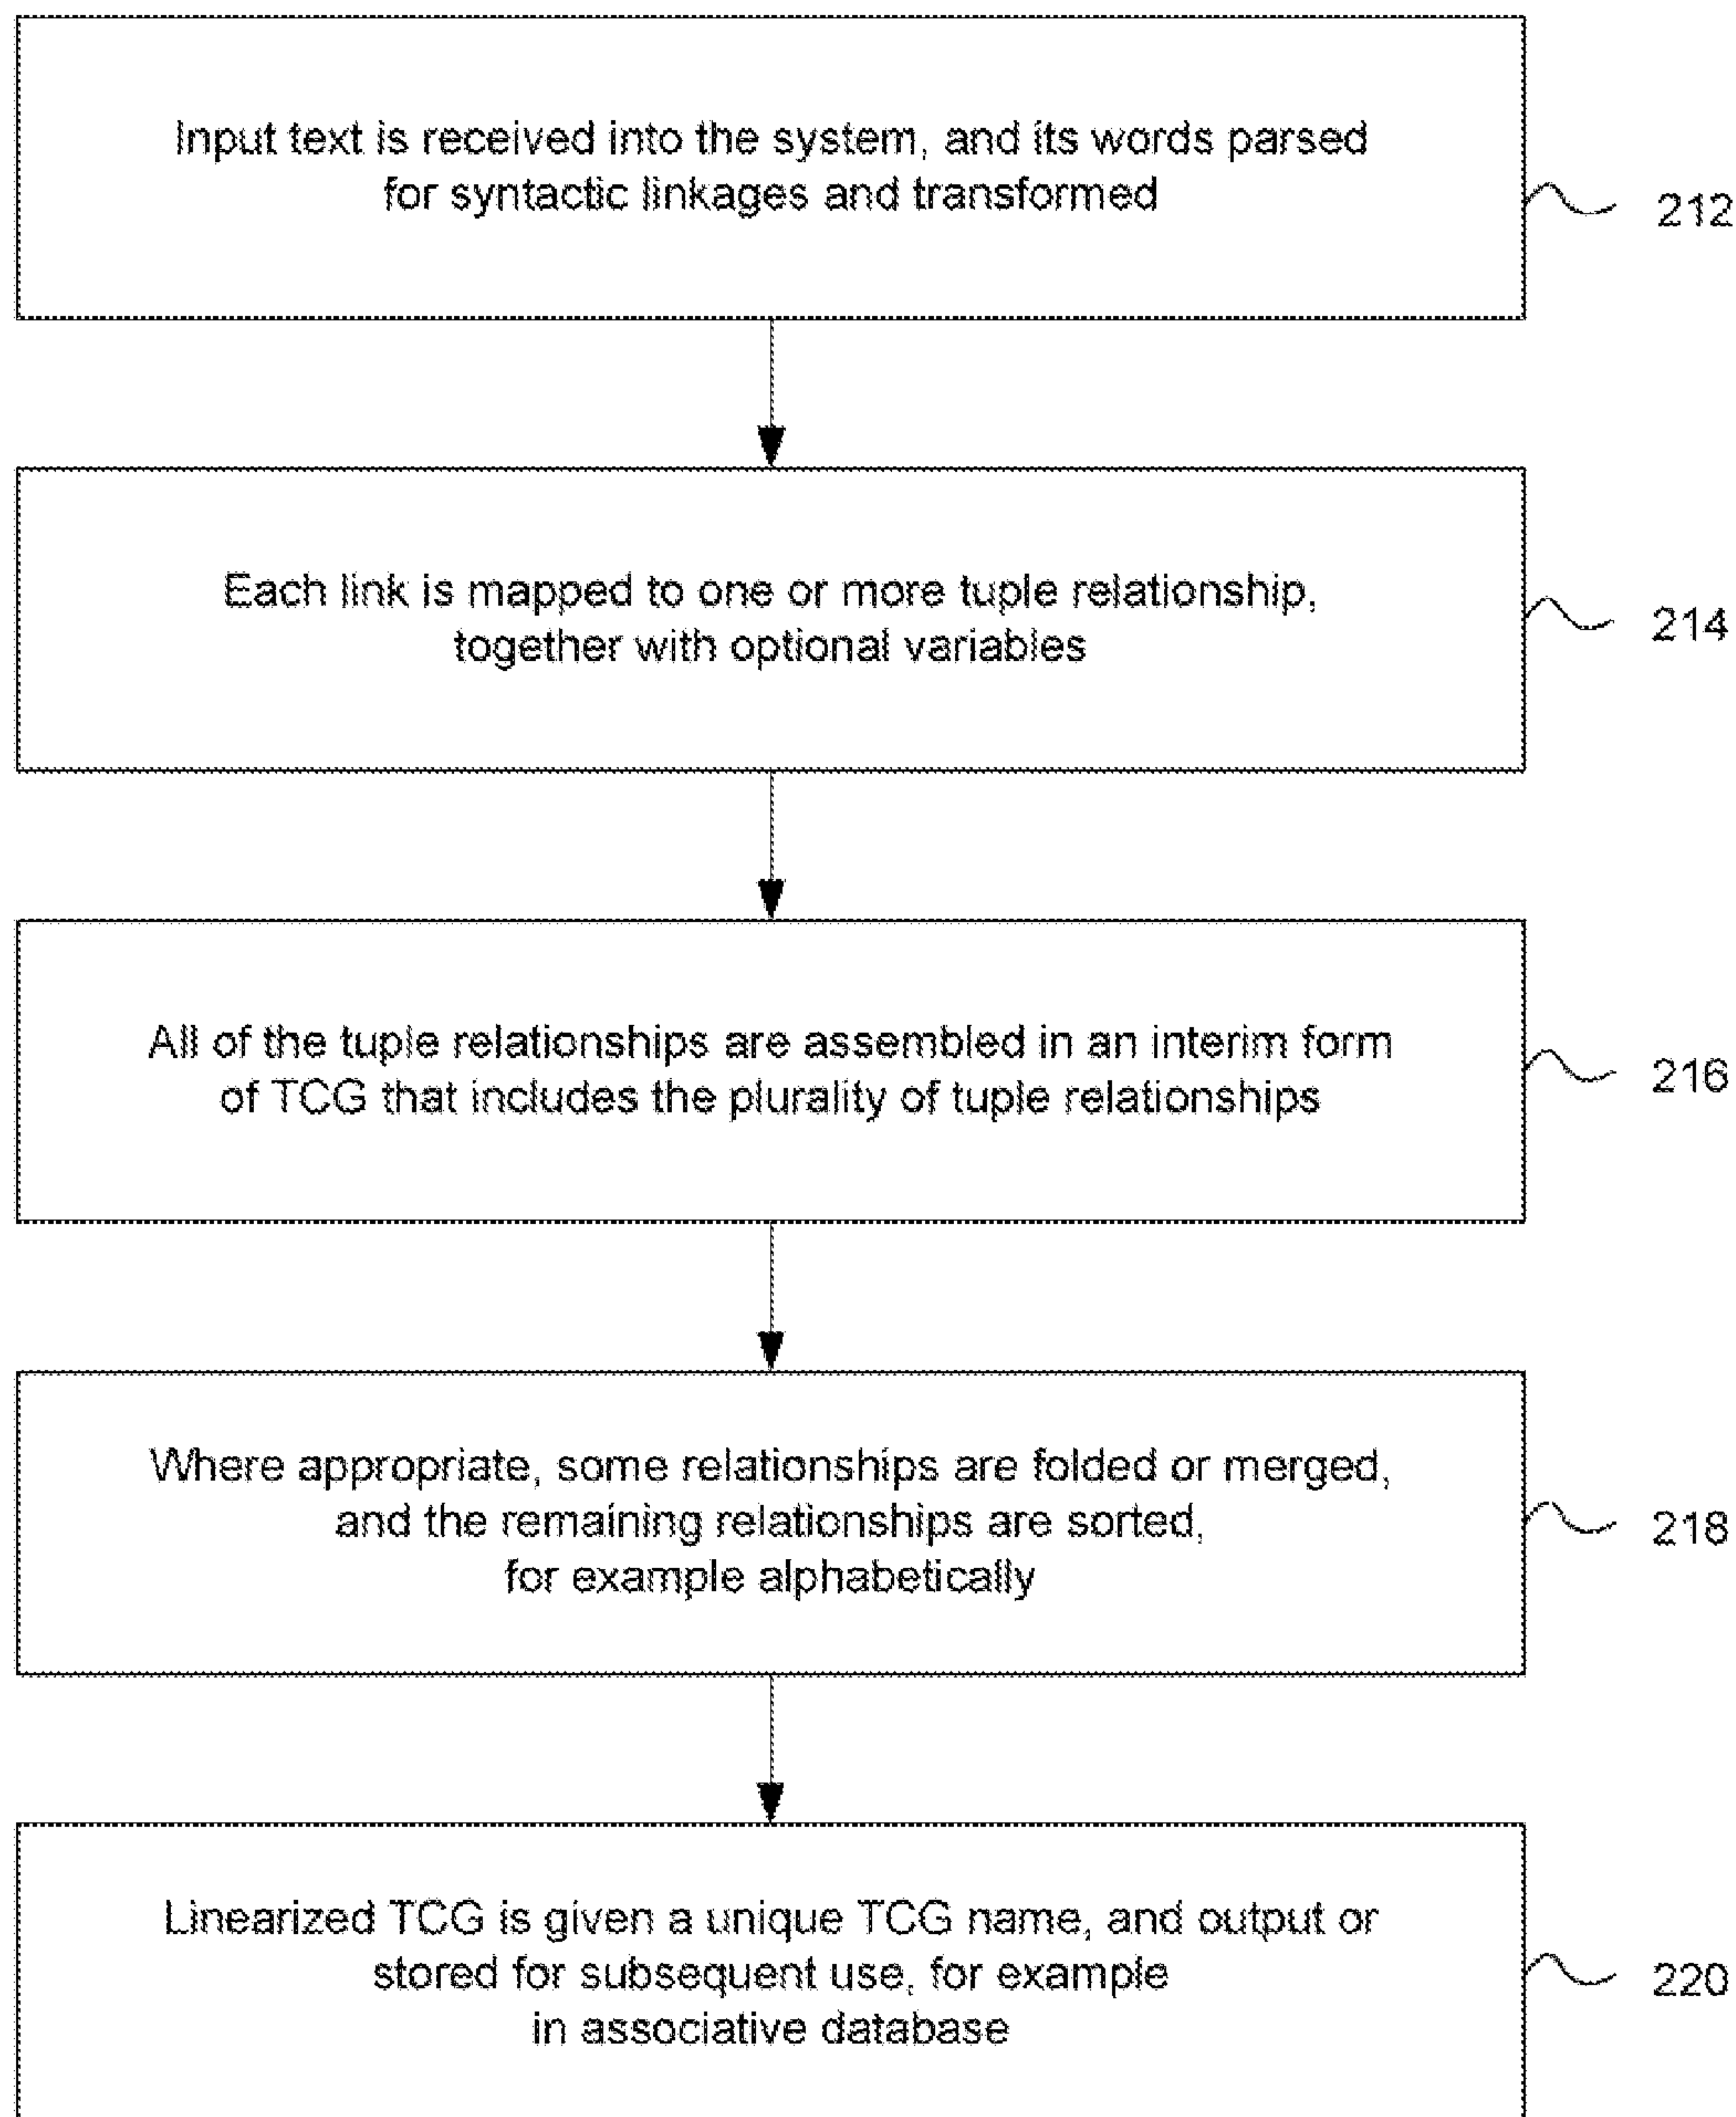 Input text is received into the system, and its words parsed
for syntactic linkages and transformed
212
Each link is mapped to one or more tuple relationship,
together with optional variables
214
All of the tuple relationships are assembled in an interim form
of TCG that includes the plurality of tuple relationships
216
Where appropriate, some relationships are folded or merged,
and the remaining relationships are sorted,
for example alphabetically
218
Linearized TCG is given a unique TCG name, and output or
stored for subsequent use, for example
in associative database
220